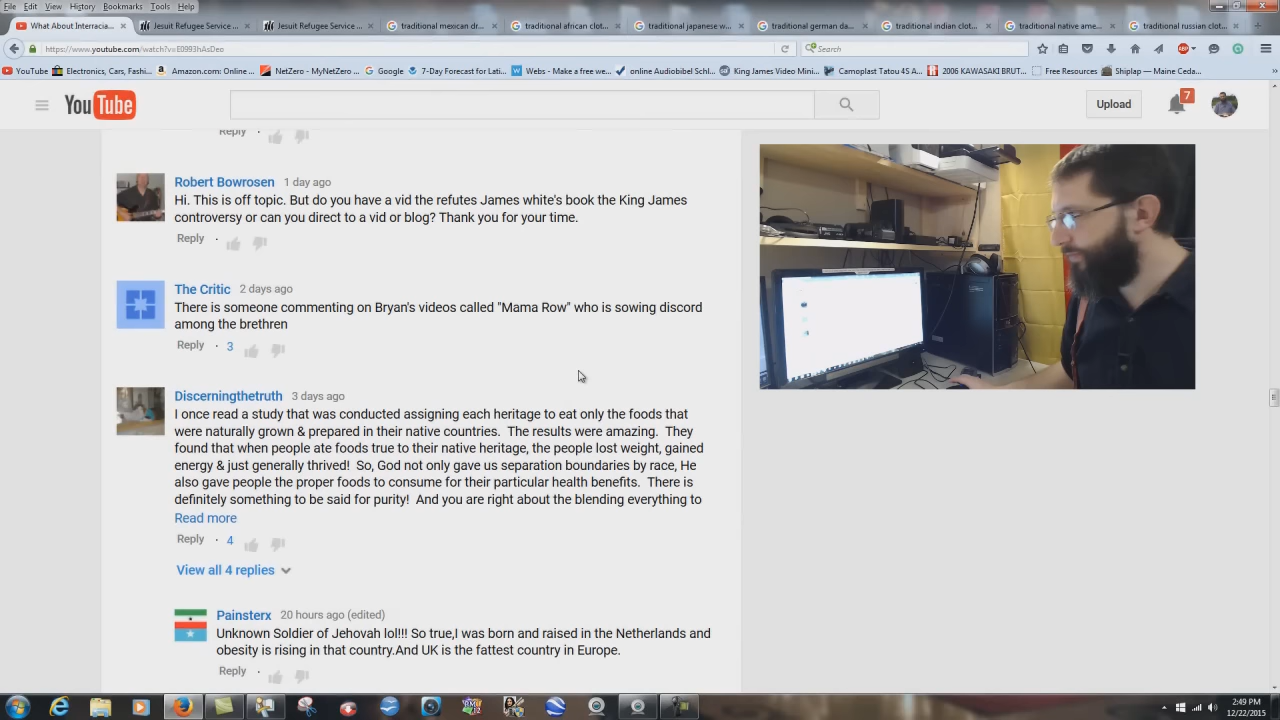 File Edit View History Bookmarks Tools Help
What About Interracia...
Jesuit Refugee Service ...
Jesuit Refugee Service ...
traditional mexican dr...
traditional african clot...
traditional japanese w...
traditional german da...
traditional indian clot...
traditional native ame...
traditional russian clot...
https://www.youtube.com/watch?v=E0993hAsDeo
Search
YouTube
Electronics, Cars, Fashi...
Amazon.com: Online ...
NetZero - MyNetZero ...
Google
7-Day Forecast for Lati...
Webs - Make a free we...
online Audiobibel Schl...
King James Video Mini...
Camoplast Tatou 4S A...
2006 KAWASAKI BRUT...
Free Resources
Shiplap — Maine Ceda...
YouTube
Upload
7
Reply
Robert Bowrosen 1 day ago
Hi. This is off topic. But do you have a vid the refutes James white's book the King James
controversy or can you direct to a vid or blog? Thank you for your time.
Reply ·
The Critic 2 days ago
There is someone commenting on Bryan's videos called "Mama Row" who is sowing discord
among the brethren
Reply · 3
Discerningthetruth 3 days ago
I once read a study that was conducted assigning each heritage to eat only the foods that
were naturally grown & prepared in their native countries. The results were amazing. They
found that when people ate foods true to their native heritage, the people lost weight, gained
energy & just generally thrived! So, God not only gave us separation boundaries by race, He
also gave people the proper foods to consume for their particular health benefits. There is
definitely something to be said for purity! And you are right about the blending everything to
Read more
Reply · 4
View all 4 replies
Painsterx 20 hours ago (edited)
Unknown Soldier of Jehovah lol!!! So true,I was born and raised in the Netherlands and
obesity is rising in that country.And UK is the fattest country in Europe.
Reply ·
2:49 PM
12/22/2015